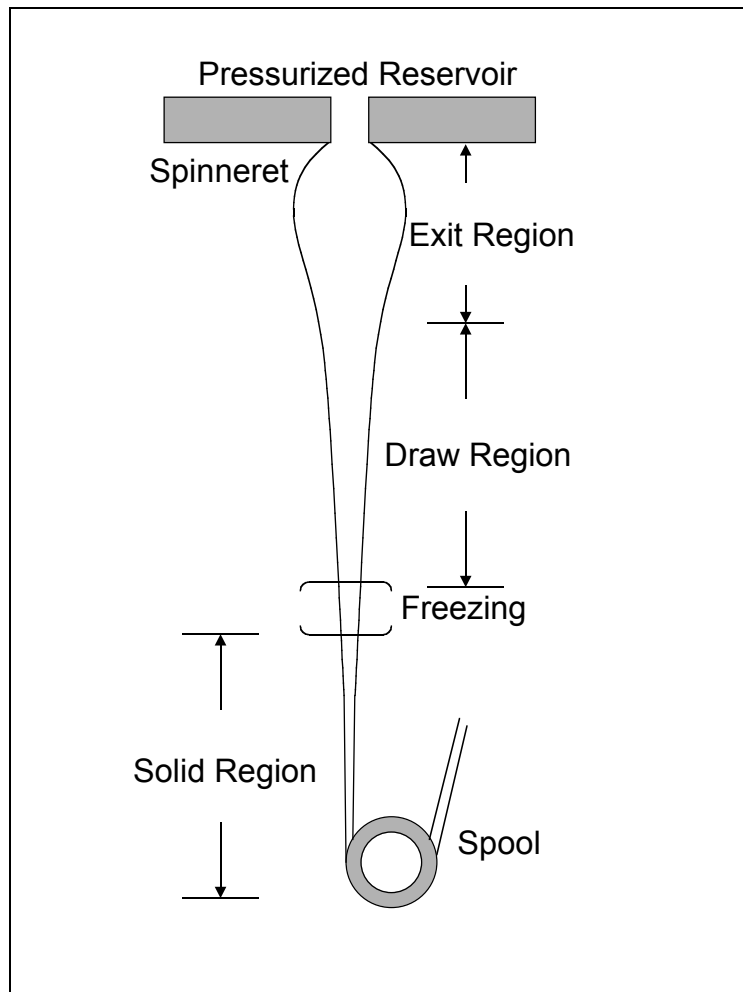 Pressurized Reservoir
Spinneret
Exit Region
Draw Region
Freezing
Solid Region
Spool